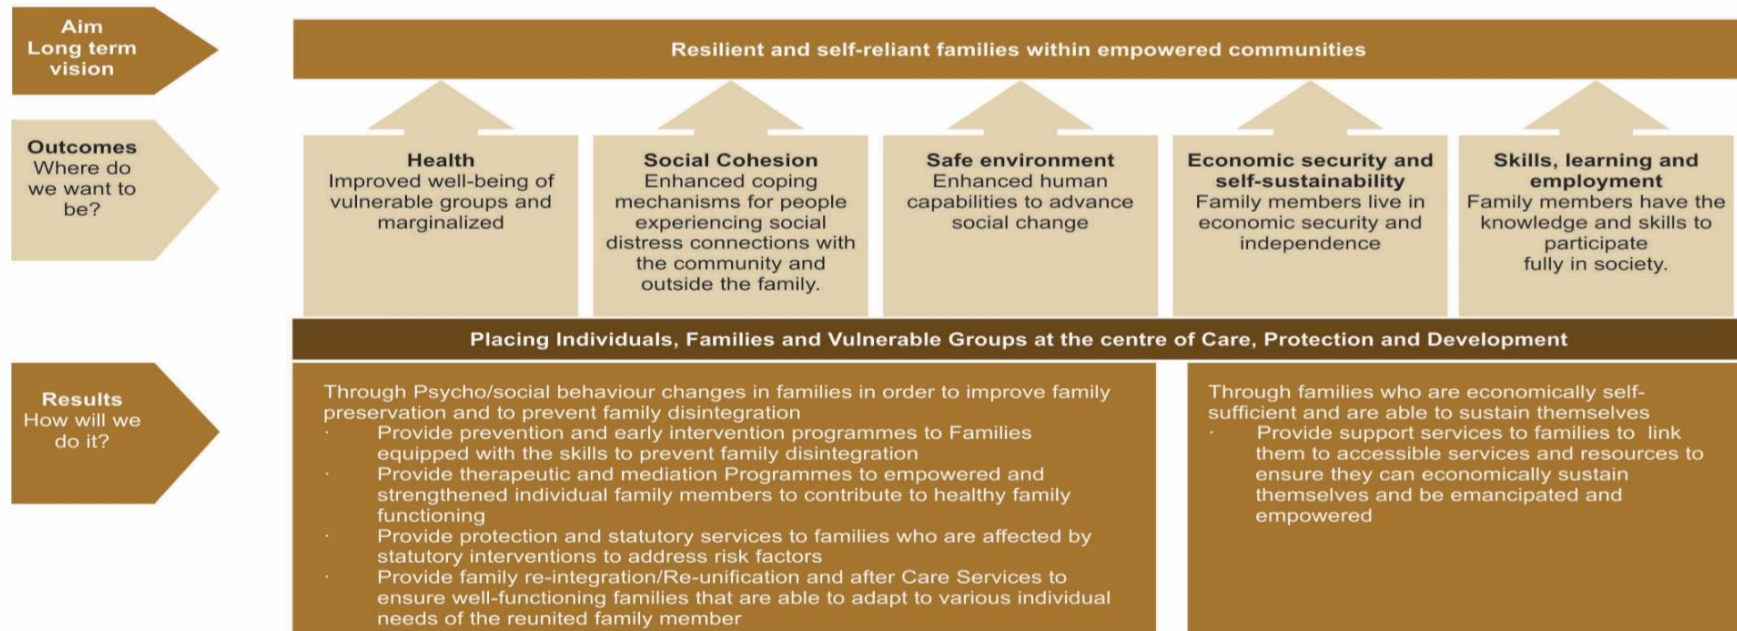 Aim
Long term
vision
Resilient and self-reliant families within empowered communities
Outcomes
Where do
we want to
be?
Health
Improved well-being of
vulnerable groups and
marginalized
Social Cohesion
Enhanced coping
mechanisms for people
experiencing social
distress connections with
the community and
outside the family.
Safe environment
Enhanced human
capabilities to advance
social change
Economic security and
self-sustainability
Family members live in
economic security and
independence
Skills, learning and
employment
Family members have the
knowledge and skills to
participate
fully in society.
Placing Individuals, Families and Vulnerable Groups at the centre of Care, Protection and Development
Results
How will we
do it?
Through Psycho/social behaviour changes in families in order to improve family
preservation and to prevent family disintegration
· Provide prevention and early intervention programmes to Families
equipped with the skills to prevent family disintegration
· Provide therapeutic and mediation Programmes to empowered and
strengthened individual family members to contribute to healthy family
functioning
· Provide protection and statutory services to families who are affected by
statutory interventions to address risk factors
· Provide family re-integration/Re-unification and after Care Services to
ensure well-functioning families that are able to adapt to various individual
needs of the reunited family member
Through families who are economically self-
sufficient and are able to sustain themselves
· Provide support services to families to link
them to accessible services and resources to
ensure they can economically sustain
themselves and be emancipated and
empowered